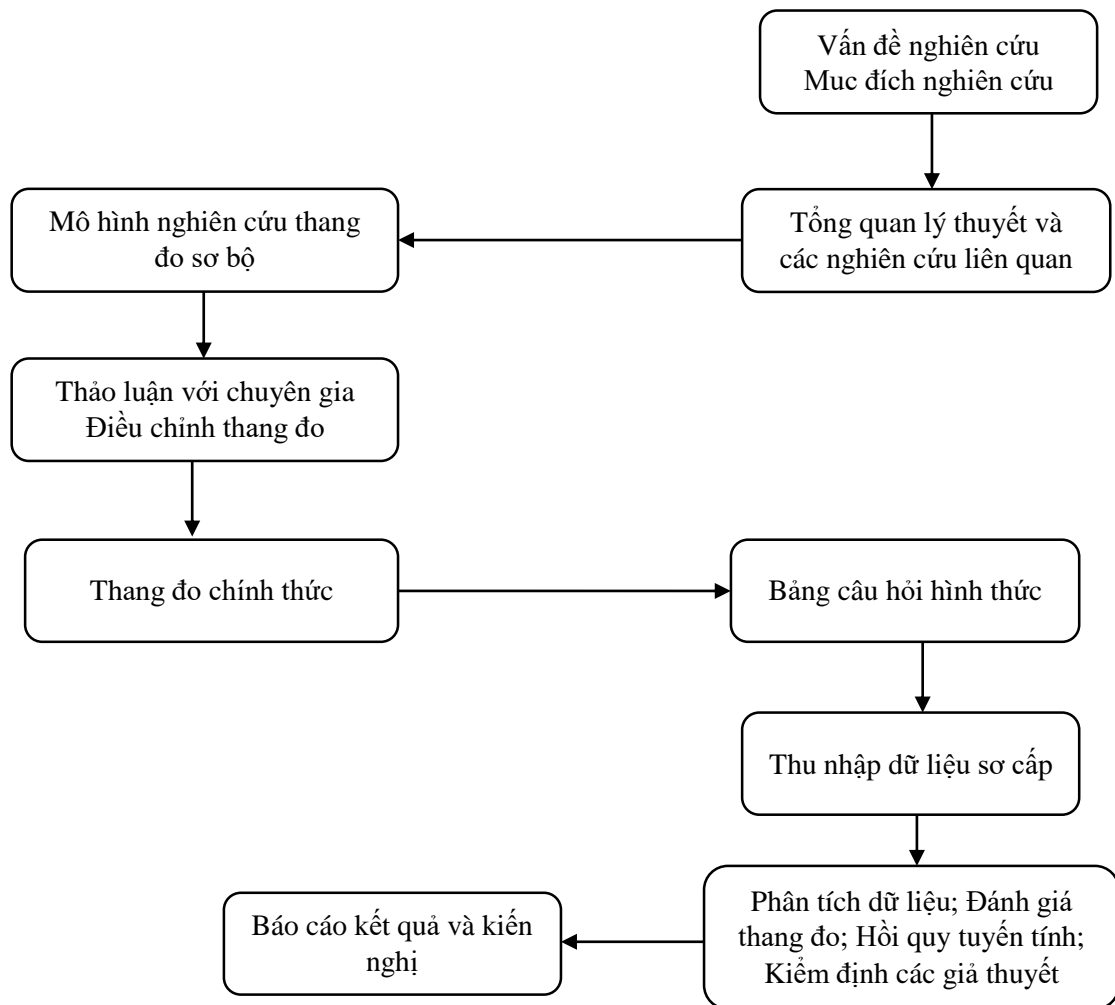 Vấn đề nghiên cứu
Muc đích nghiên cứu
Tổng quan lý thuyết và
các nghiên cứu liên quan
Mô hình nghiên cứu thang
đo sơ bộ
Thảo luận với chuyên gia
Điều chỉnh thang đo
Thang đo chính thức
Bảng câu hỏi hình thức
Thu nhập dữ liệu sơ cấp
Phân tích dữ liệu; Đánh giá
thang đo; Hồi quy tuyến tính;
Kiểm định các giả thuyết
Báo cáo kết quả và kiến
nghị